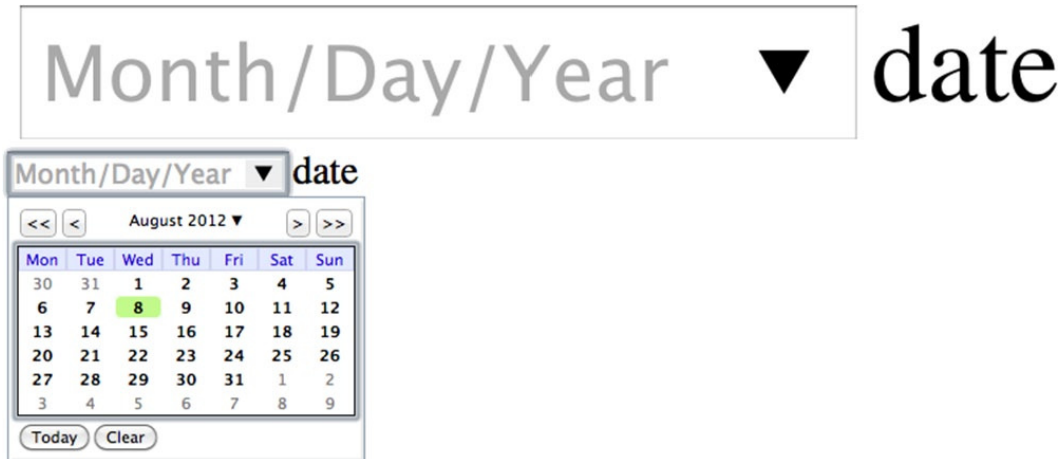 Month/Day/Year ▼ date
Month/Day/Year ▼ date
<< < August 2012 ▼ > >>
Mon Tue Wed Thu Fri Sat Sun
30 31 1 2 3 4 5
6 7 8 9 10 11 12
13 14 15 16 17 18 19
20 21 22 23 24 25 26
27 28 29 30 31 1 2
3 4 5 6 7 8 9
Today Clear